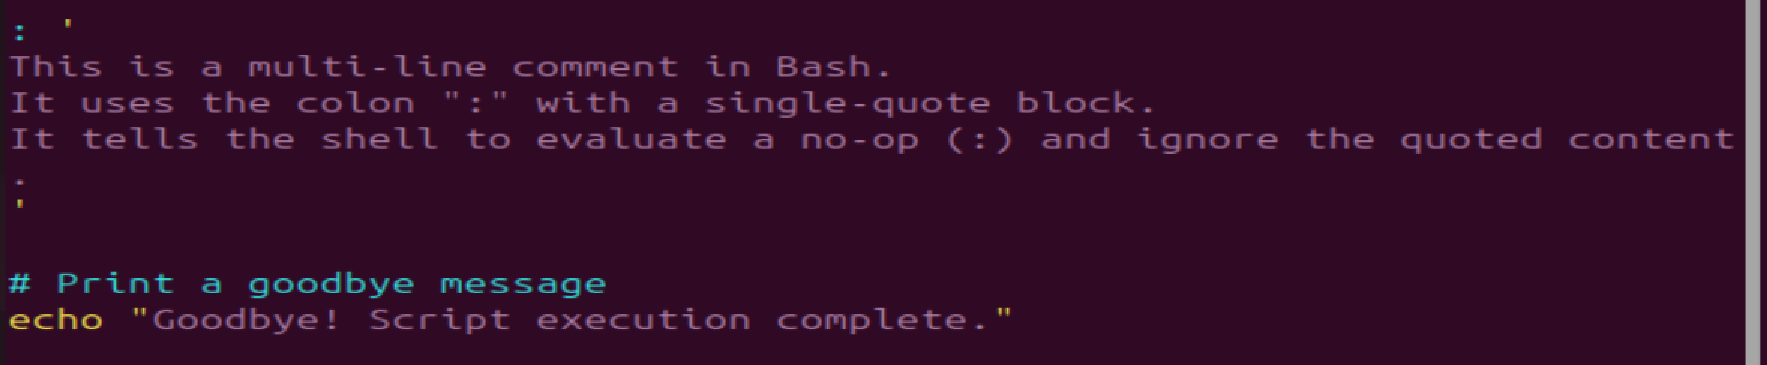 : '
This is a multi-line comment in Bash.
It uses the colon ":" with a single-quote block.
It tells the shell to evaluate a no-op (:) and ignore the quoted content
.
'
# Print a goodbye message
echo "Goodbye! Script execution complete."